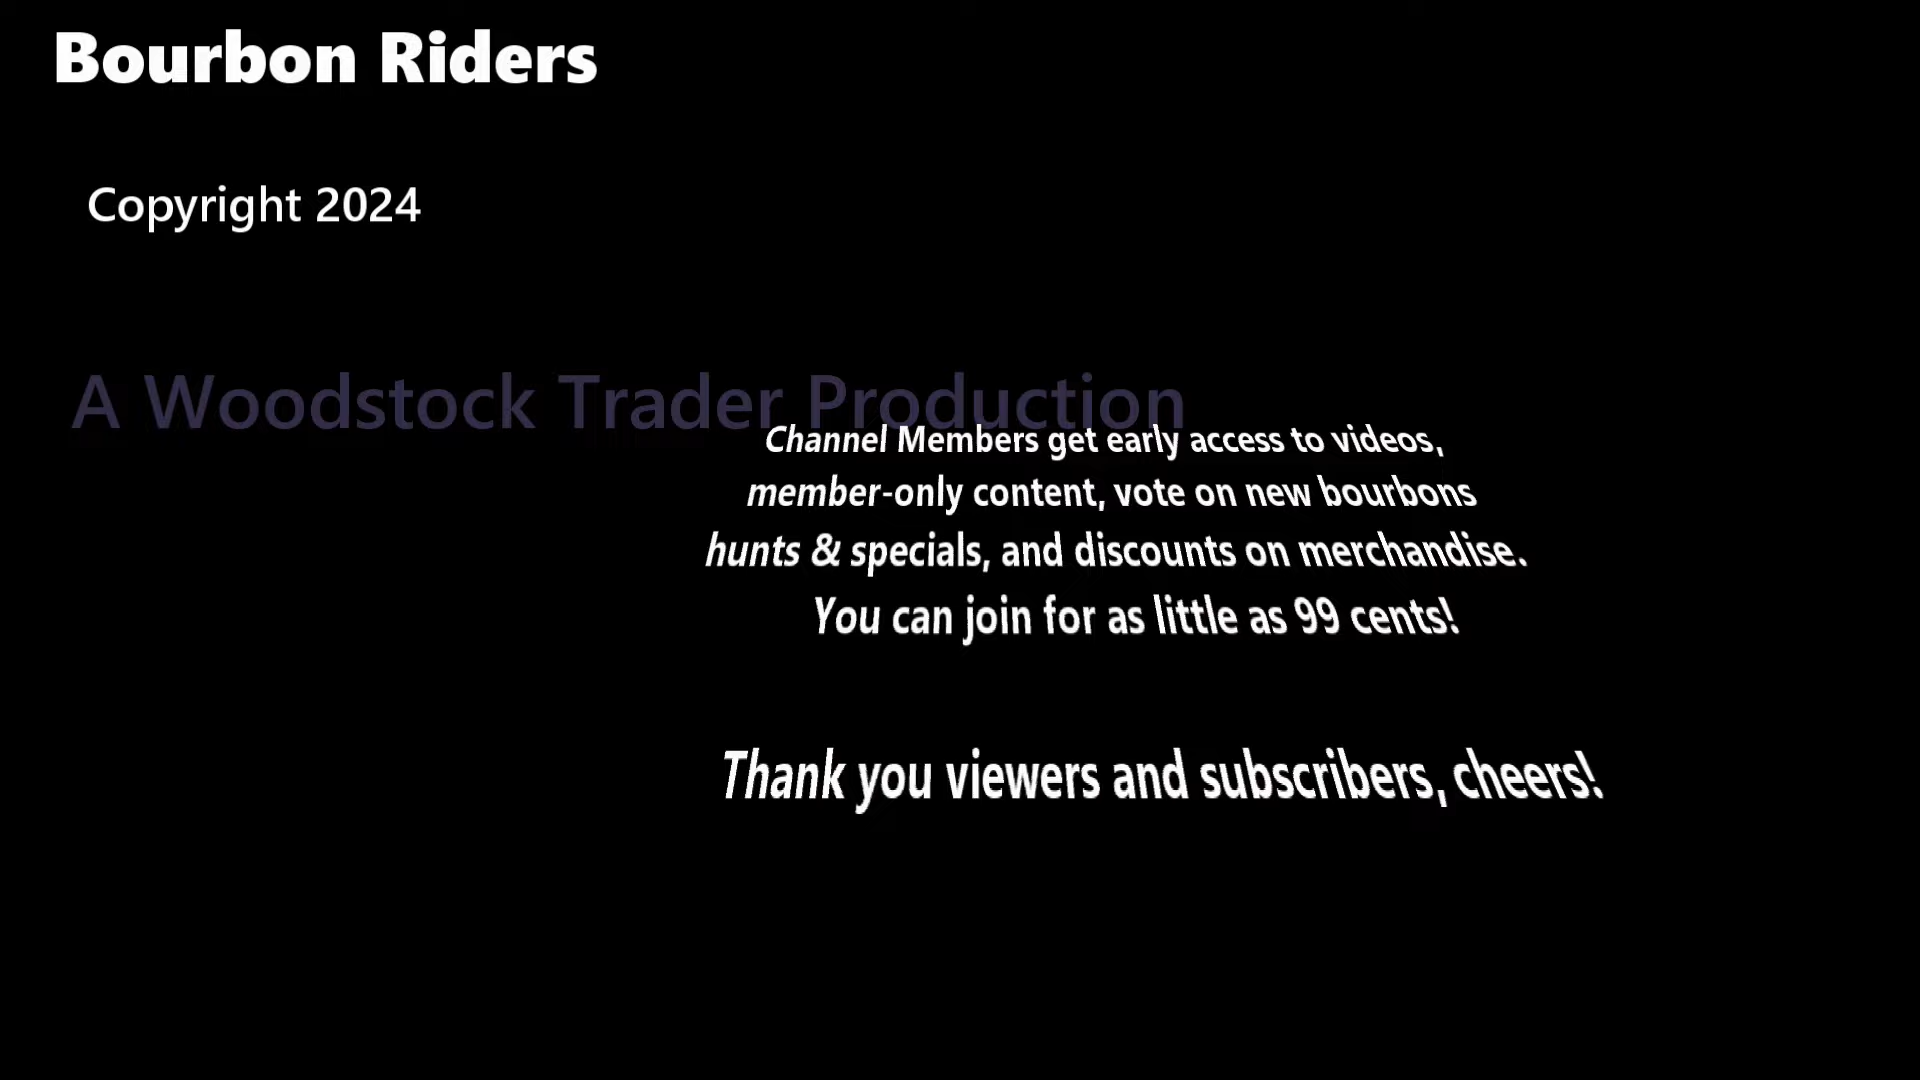 Bourbon Riders
Copyright 2024
A Woodstock Trader Production
Channel Members get early access to videos,
member-only content, vote on new bourbons
hunts & specials, and discounts on merchandise.
You can join for as little as 99 cents!
Thank you viewers and subscribers, cheers!